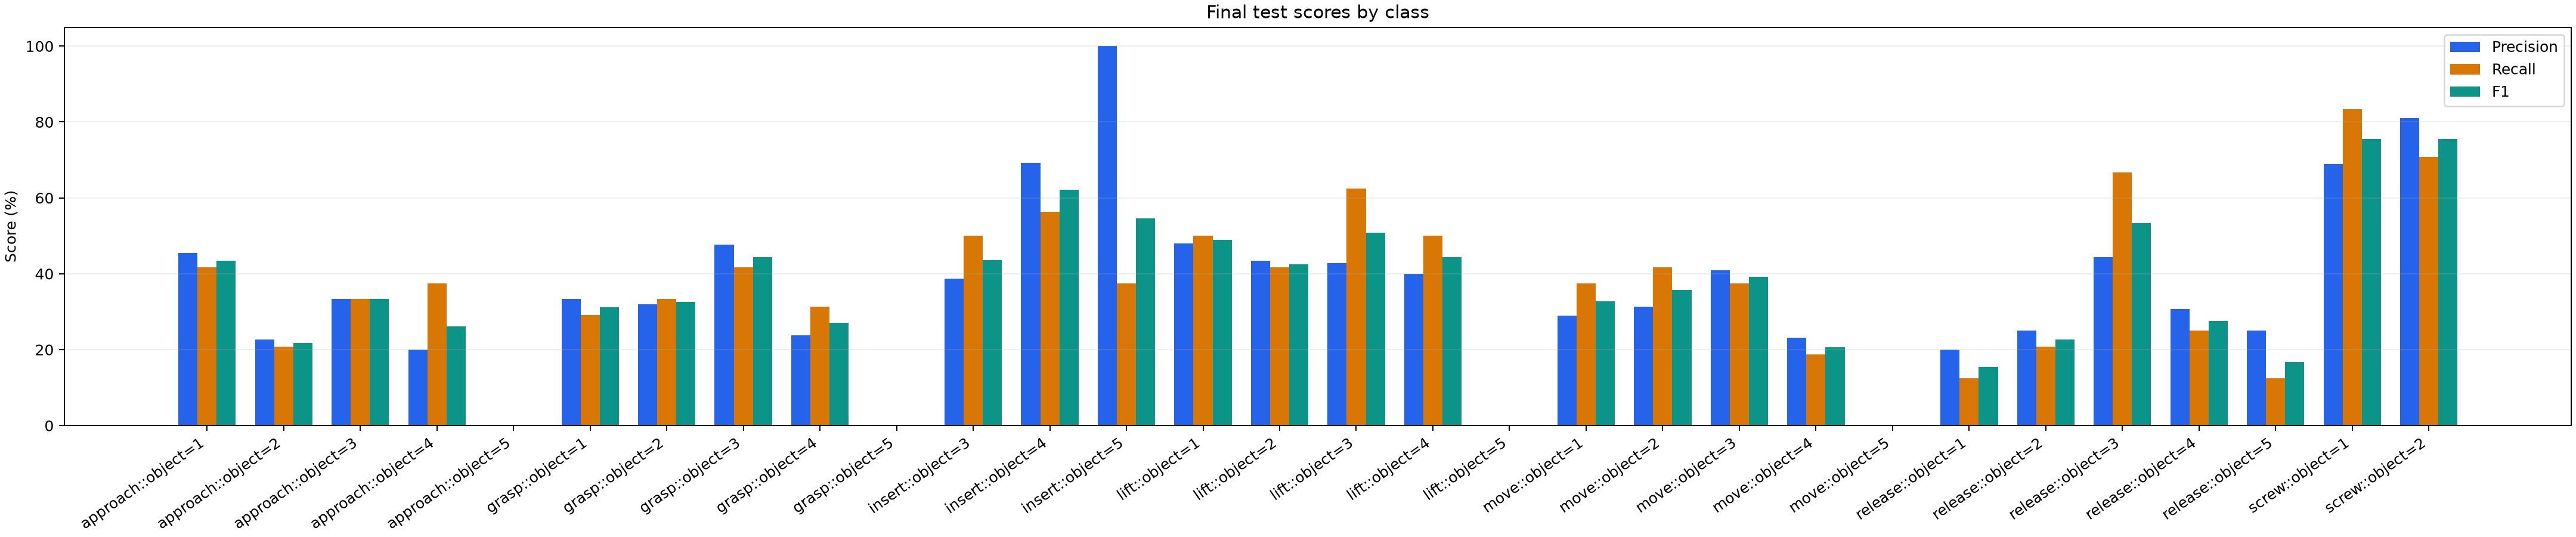 Final test scores by class
Score (%)
100
80
60
40
20
0
Precision
Recall
F1
approach::object=1
approach::object=2
approach::object=3
approach::object=4
approach::object=5
grasp::object=1
grasp::object=2
grasp::object=3
grasp::object=4
grasp::object=5
insert::object=3
insert::object=4
insert::object=5
lift::object=1
lift::object=2
lift::object=3
lift::object=4
lift::object=5
move::object=1
move::object=2
move::object=3
move::object=4
move::object=5
release::object=1
release::object=2
release::object=3
release::object=4
release::object=5
screw::object=1
screw::object=2